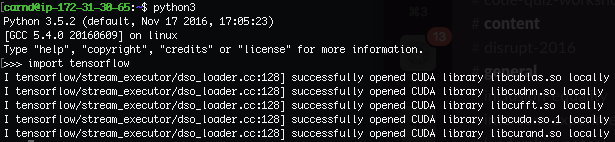 carnd@ip-172-31-30-65:~$ python3
Python 3.5.2 (default, Nov 17 2016, 17:05:23)
[GCC 5.4.0 20160609] on linux
Type "help", "copyright", "credits" or "license" for more information.
[>>> import tensorflow
I tensorflow/stream_executor/dso_loader.cc:128] successfully opened CUDA library libcublas.so locally
I tensorflow/stream_executor/dso_loader.cc:128] successfully opened CUDA library libcudnn.so locally
I tensorflow/stream_executor/dso_loader.cc:128] successfully opened CUDA library libcufft.so locally
I tensorflow/stream_executor/dso_loader.cc:128] successfully opened CUDA library libcuda.so.1 locally
I tensorflow/stream_executor/dso_loader.cc:128] successfully opened CUDA library libcurand.so locally
⌘3
13
# code-quiz-workshop
# content
# disrupt-2016
# general